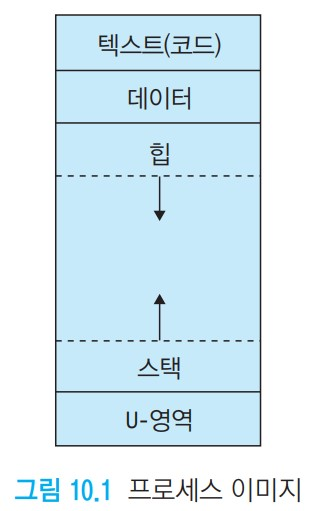 텍스트(코드)
데이터
힙
스택
U-영역
그림 10.1 프로세스 이미지